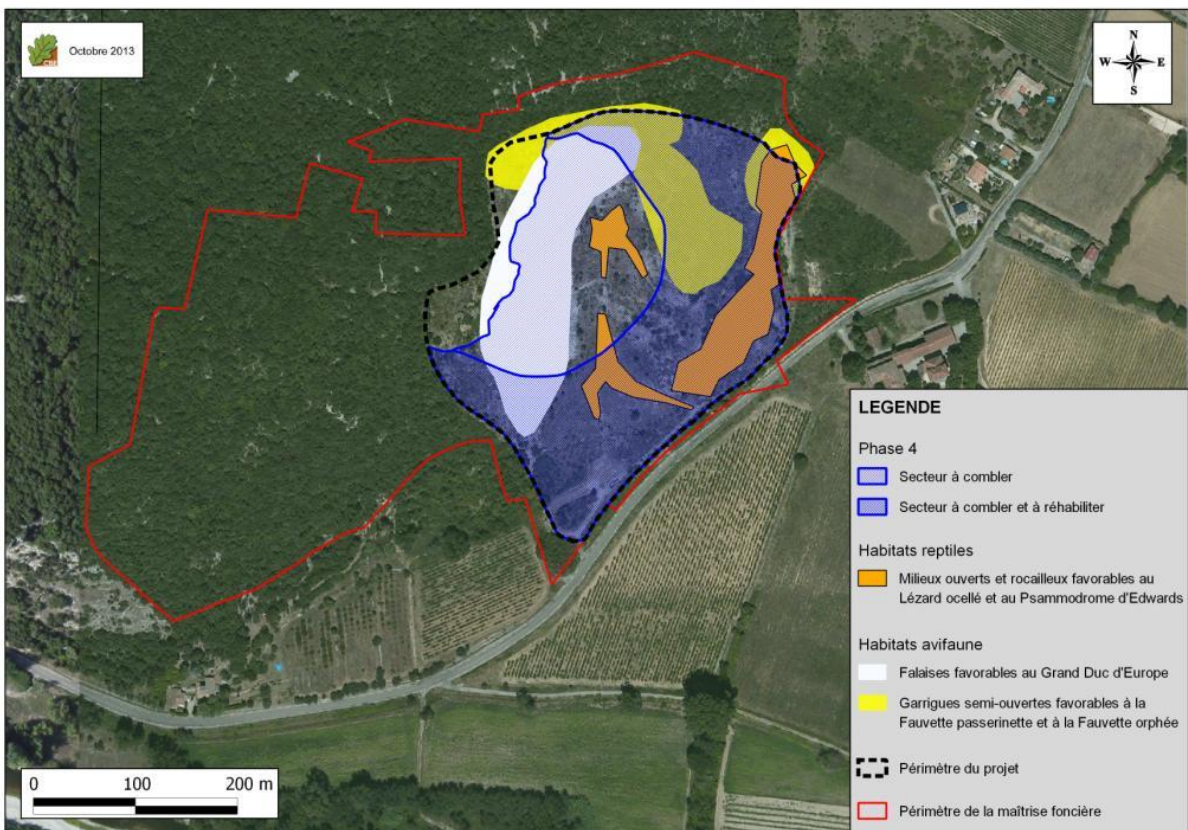 Octobre 2013
N
W E
S
LEGENDE
Phase 4
Secteur à combler
Secteur à combler et à réhabiliter
Habitats reptiles
Milieux ouverts et rocailleux favorables au
Lézard ocellé et au Psammodrome d'Edwards
Habitats avifaune
Falaises favorables au Grand Duc d'Europe
Garrigues semi-ouvertes favorables à la
Fauvette passerinette et à la Fauvette orphée
Périmètre du projet
Périmètre de la maîtrise foncière
0 100 200 m